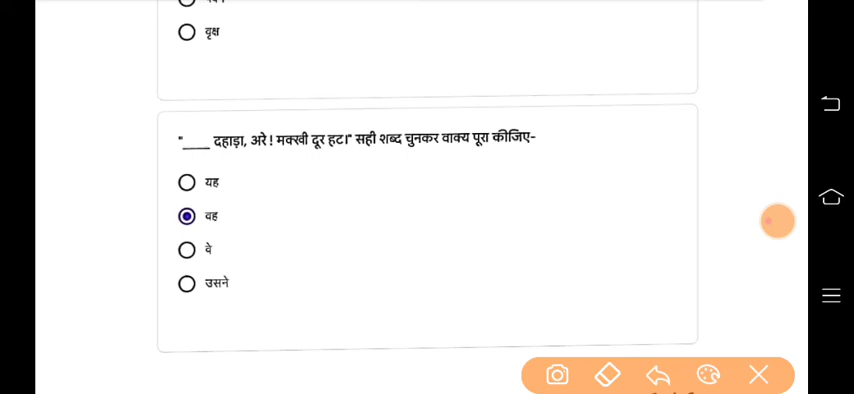 वृक्ष
"____ दहाड़ा, अरे ! मक्खी दूर हट।" सही शब्द चुनकर वाक्य पूरा कीजिए-
यह
वह
वे
उसने